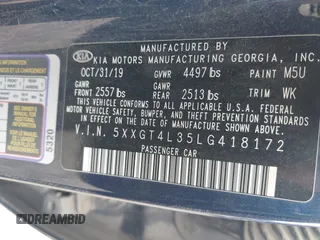 MANUFACTURED BY
KIA KIA MOTORS MANUFACTURING GEORGIA, INC.
OCT/31/19 GVWR 4497 lbs PAINT M5U
GAWR FRONT 2557 lbs GAWR REAR 2513 lbs TRIM WK
THIS VEHICLE CONFORMS TO ALL APPLICABLE U.S. FEDERAL MOTOR VEHICLE SAFETY, BUMPER, AND THEFT PREVENTION STANDARDS IN EFFECT ON THE DATE OF MANUFACTURE SHOWN ABOVE.
V.I.N. 5XXGT4L35LG418172
PASSENGER CAR
5320
DREAMBID